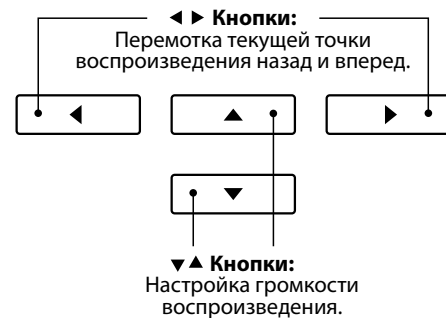 ◀ ▶ Кнопки:
Перемотка текущей точки
воспроизведения назад и вперед.
▼▲ Кнопки:
Настройка громкости
воспроизведения.